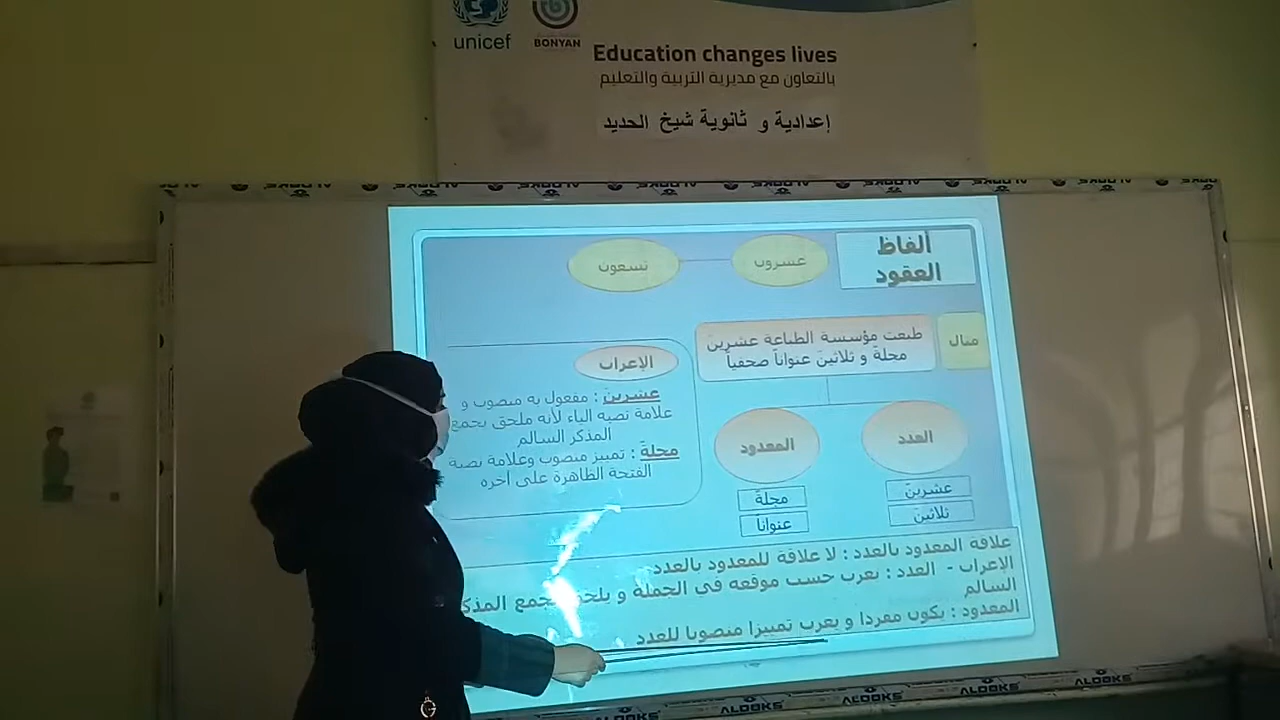 unicef
BONYAN
Education changes lives
بالتعاون مع مديرية التربية والتعليم
إعدادية و ثانوية شيخ الحديد
ألفاظ
العقود
عشرون
تسعون
مثال
طبعت مؤسسة الطباعة عشرينَ
مجلةً و ثلاثينَ عنواناً صحفياً
العدد
المعدود
عشرينَ
ثلاثينَ
مجلةً
عنوانا
الإعراب
عشرينَ : مفعول به منصوب و
علامة نصبه الياء لأنه ملحق بجمع
المذكر السالم
مجلةً : تمييز منصوب وعلامة نصبه
الفتحة الظاهرة على آخره
علاقة المعدود بالعدد : لا علاقة للمعدود بالعدد
الإعراب - العدد : يعرب حسب موقعه في الجملة و بجمع المذكر
السالم
المعدود : يكون مفردا و يعرب تمييزا منصوبا للعدد
ALOOKS ALOOKS ALOOKS ALOOKS